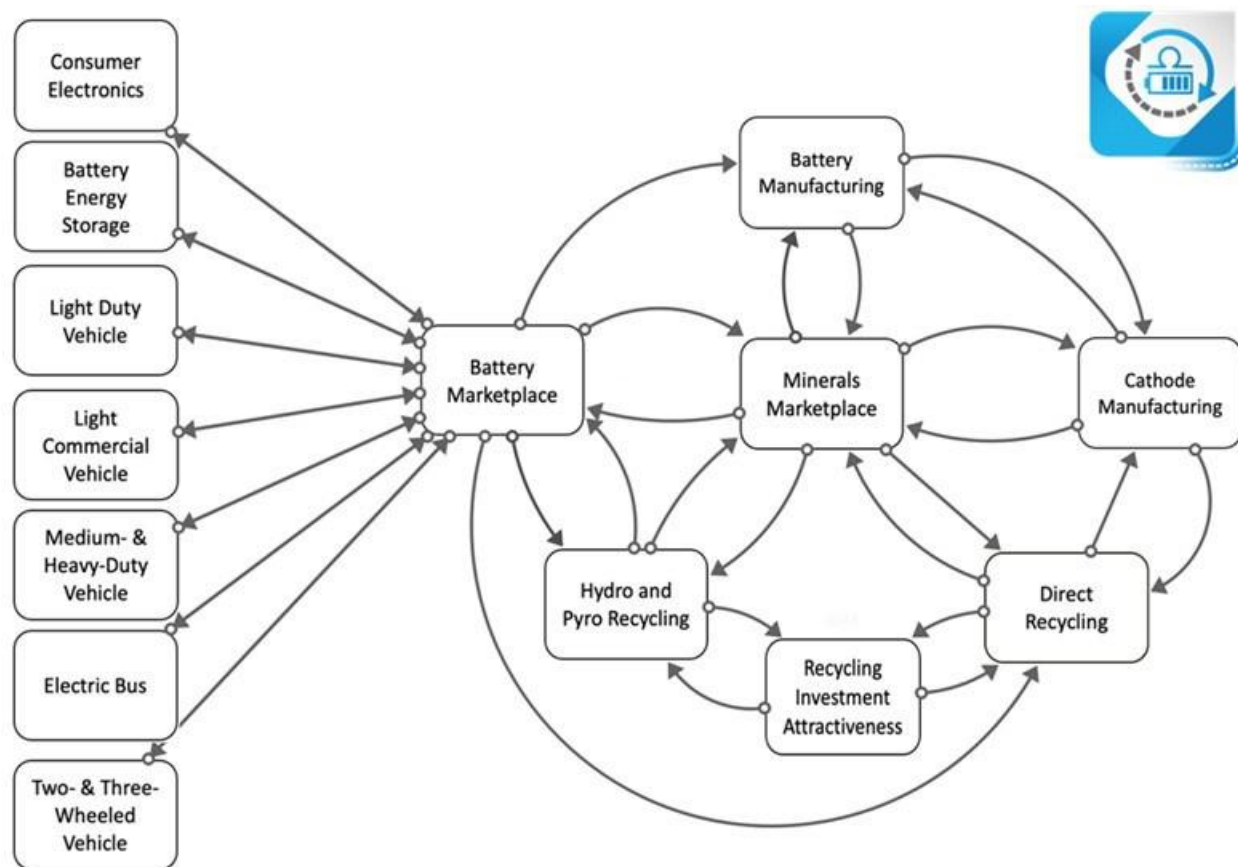 Consumer
Electronics
Battery
Energy
Storage
Light Duty
Vehicle
Light
Commercial
Vehicle
Medium- &
Heavy-Duty
Vehicle
Electric Bus
Two- & Three-
Wheeled
Vehicle
Battery
Marketplace
Battery
Manufacturing
Minerals
Marketplace
Cathode
Manufacturing
Hydro and
Pyro Recycling
Recycling
Investment
Attractiveness
Direct
Recycling